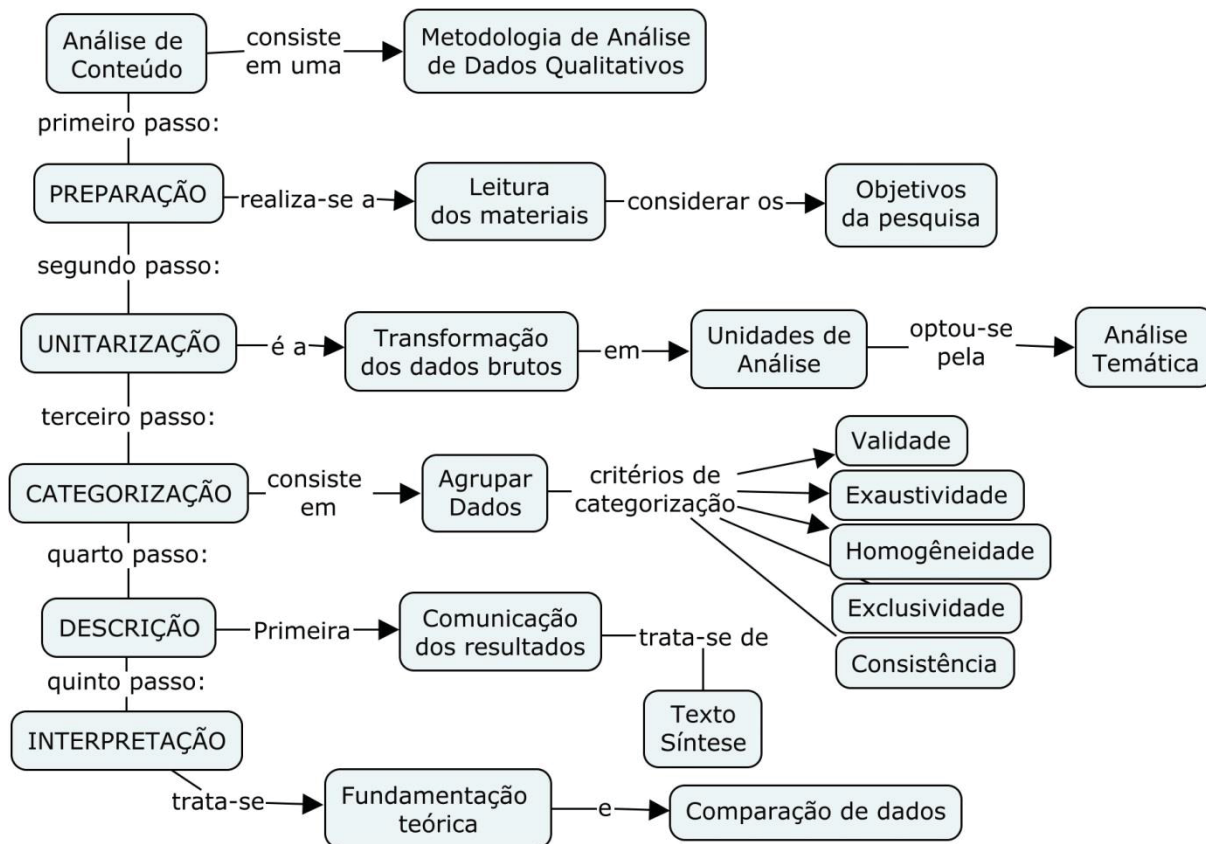 Análise de
Conteúdo
consiste
em uma
Metodologia de Análise
de Dados Qualitativos
primeiro passo:
PREPARAÇÃO
realiza-se a
Leitura
dos materiais
considerar os
Objetivos
da pesquisa
segundo passo:
UNITARIZAÇÃO
é a
Transformação
dos dados brutos
em
Unidades de
Análise
optou-se
pela
Análise
Temática
terceiro passo:
CATEGORIZAÇÃO
consiste
em
Agrupar
Dados
critérios de
categorização
Validade
Exaustividade
Homogêneidade
Exclusividade
Consistência
quarto passo:
DESCRIÇÃO
Primeira
Comunicação
dos resultados
trata-se de
Texto
Síntese
quinto passo:
INTERPRETAÇÃO
trata-se
Fundamentação
teórica
e
Comparação de dados